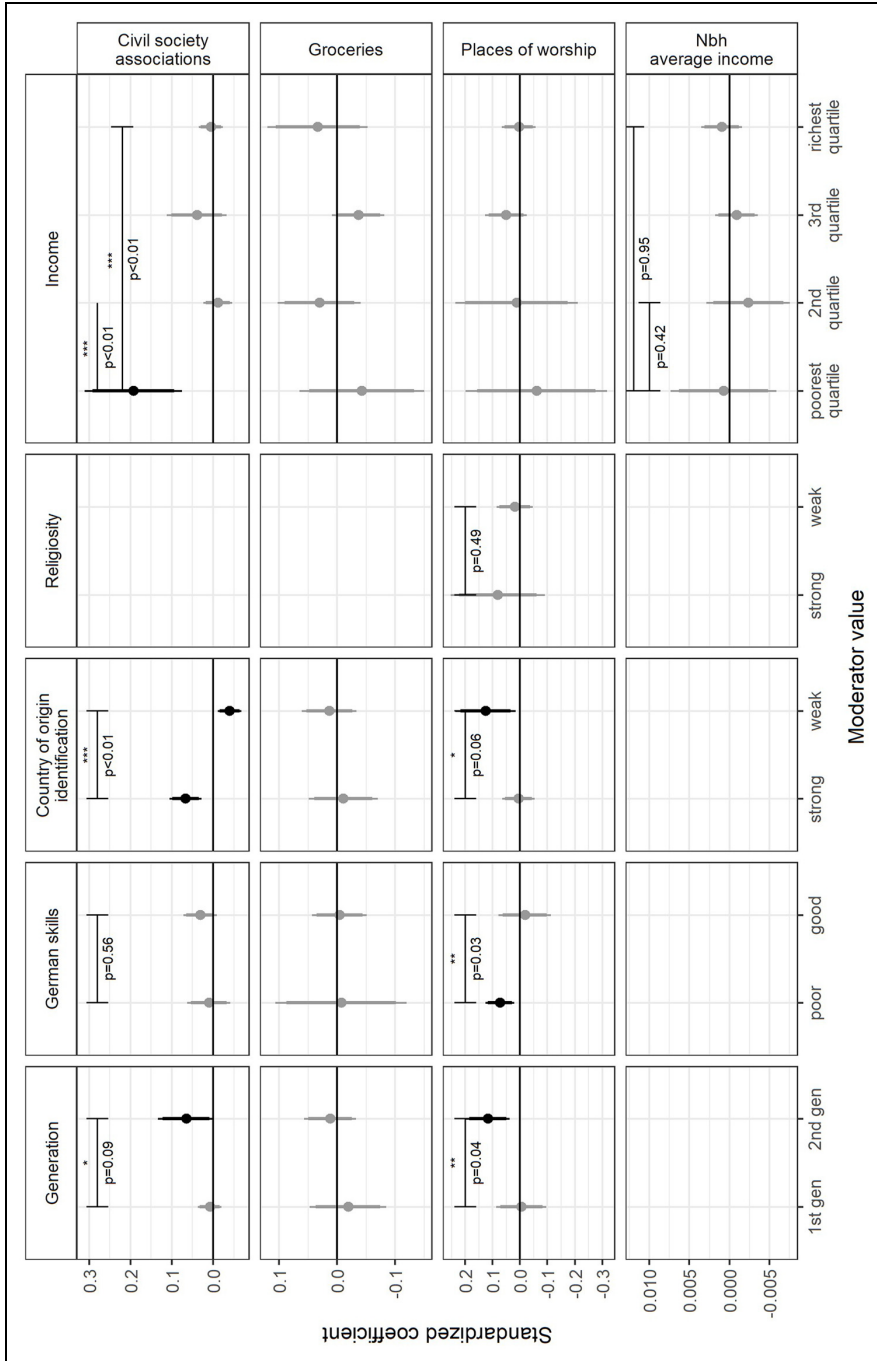 Generation
German skills
Country of origin
identification
Religiosity
Income
0.3
0.2
0.1
0.0
*
p=0.09
p=0.56
***
p<0.01
***
p<0.01
***
p<0.01
Civil society
associations
0.1
0.0
-0.1
Groceries
0.2
0.1
0.0
-0.1
-0.2
-0.3
**
p=0.04
**
p=0.03
*
p=0.06
p=0.49
Places of worship
0.010
0.005
0.000
-0.005
p=0.42
p=0.95
Nbh
average income
1st gen
2nd gen
poor
good
strong
weak
strong
weak
poorest
quartile
2nd
quartile
3rd
quartile
richest
quartile
Standardized coefficient
Moderator value